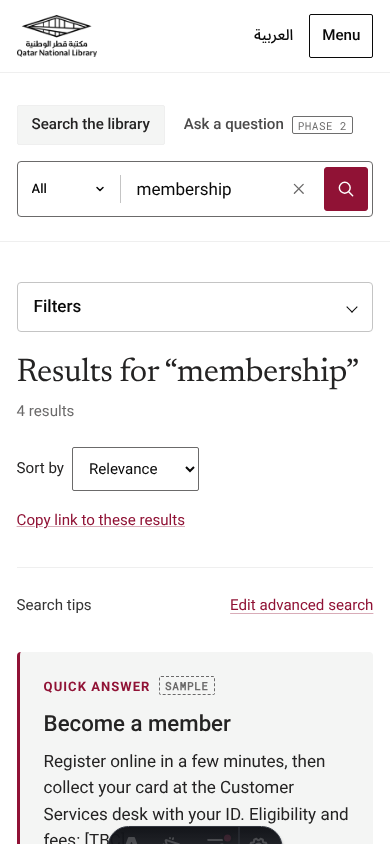 مكتبة قطر الوطنية
Qatar National Library
العربية
Menu
Search the library
Ask a question
PHASE 2
All
membership
Filters
Results for “membership”
4 results
Sort by
Relevance
Copy link to these results
Search tips
Edit advanced search
QUICK ANSWER
SAMPLE
Become a member
Register online in a few minutes, then
collect your card at the Customer
Services desk with your ID. Eligibility and
fees: